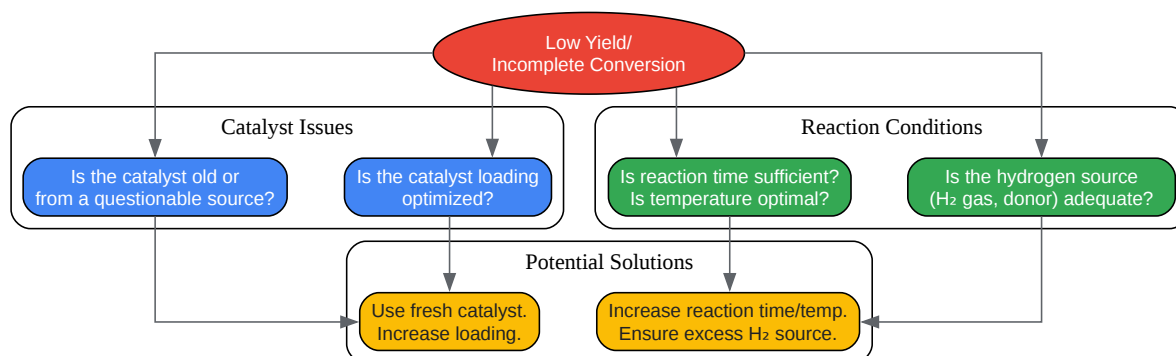 Low Yield/
Incomplete Conversion
Catalyst Issues
Reaction Conditions
Is the catalyst old or
from a questionable source?
Is the catalyst loading
optimized?
Is reaction time sufficient?
Is temperature optimal?
Is the hydrogen source
(H₂ gas, donor) adequate?
Potential Solutions
Use fresh catalyst.
Increase loading.
Increase reaction time/temp.
Ensure excess H₂ source.